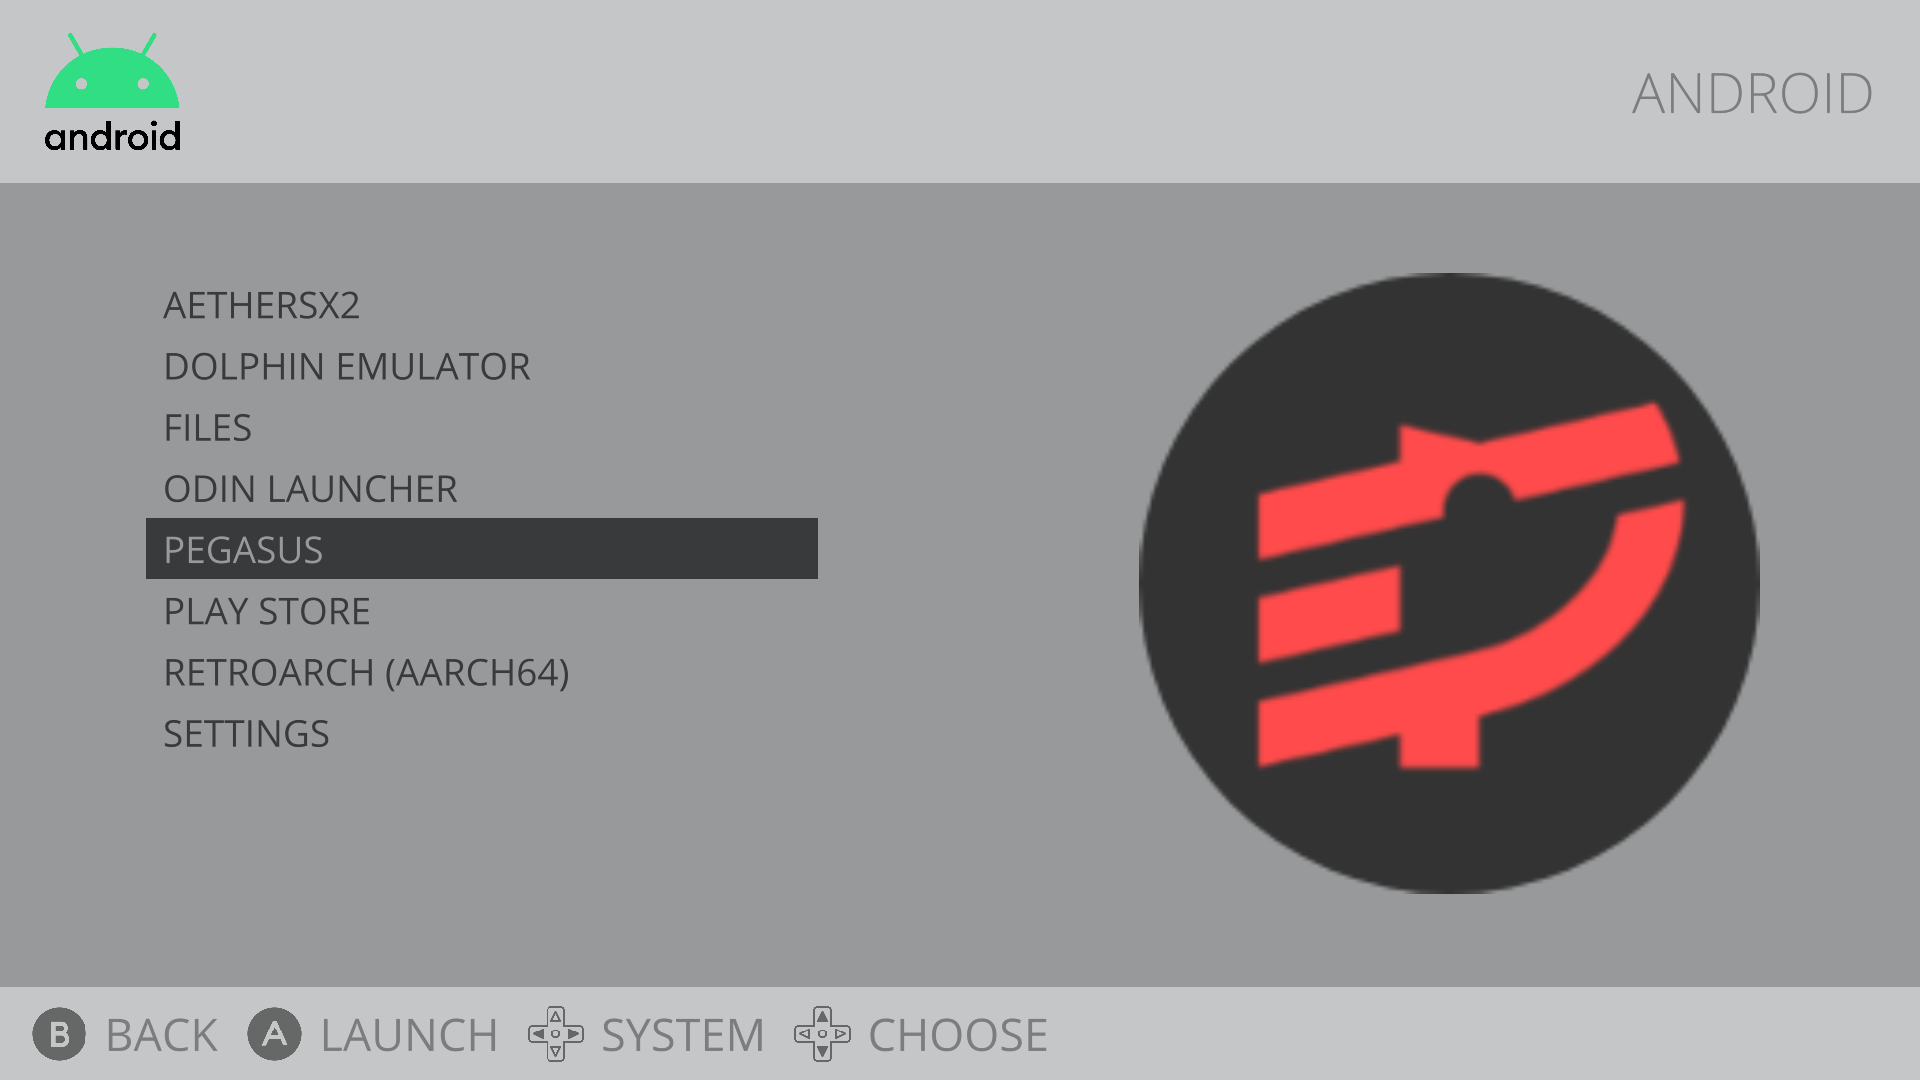 android
ANDROID
AETHERSX2
DOLPHIN EMULATOR
FILES
ODIN LAUNCHER
PEGASUS
PLAY STORE
RETROARCH (AARCH64)
SETTINGS
B BACK A LAUNCH SYSTEM CHOOSE